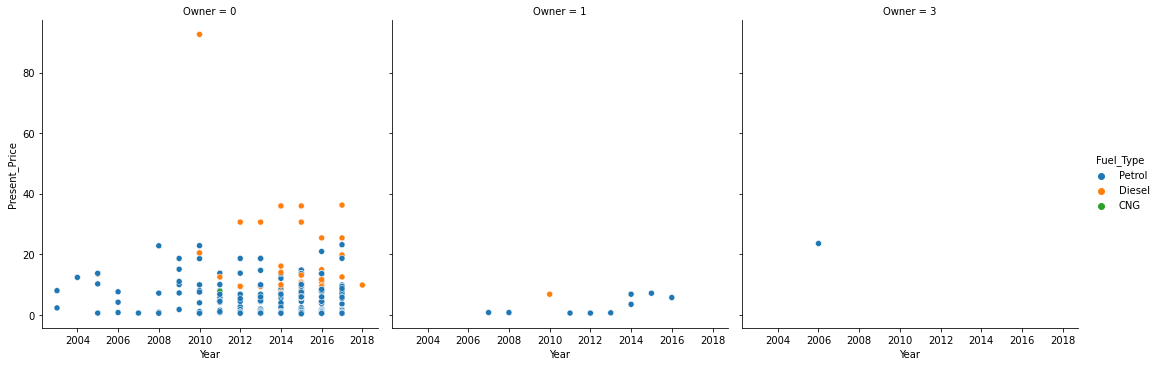 Owner = 0
Owner = 1
Owner = 3
80
60
40
20
0
Present_Price
2004 2006 2008 2010 2012 2014 2016 2018
2004 2006 2008 2010 2012 2014 2016 2018
2004 2006 2008 2010 2012 2014 2016 2018
Year
Year
Year
Fuel_Type
Petrol
Diesel
CNG